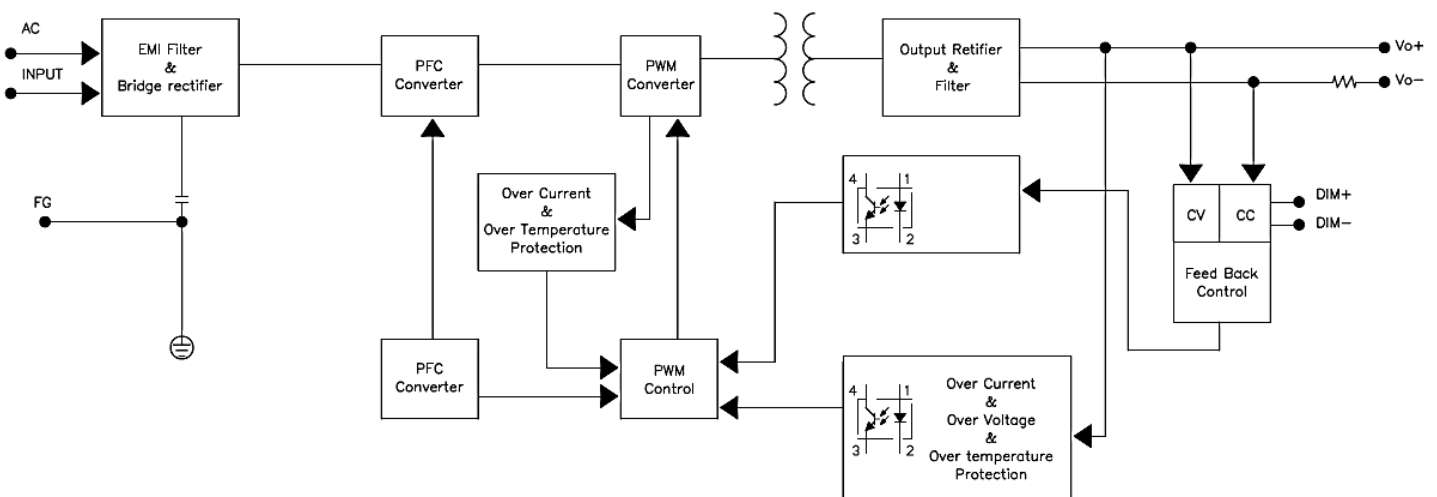 AC
INPUT
EMI Filter
&
Bridge rectifier
PFC
Converter
PWM
Converter
Output Retifier
&
Filter
Vo+
Vo-
FG
Over Current
&
Over Temperature
Protection
4 1
3 2
CV CC
DIM+
DIM-
Feed Back
Control
PFC
Converter
PWM
Control
4 1
3 2
Over Current
&
Over Voltage
&
Over temperature
Protection